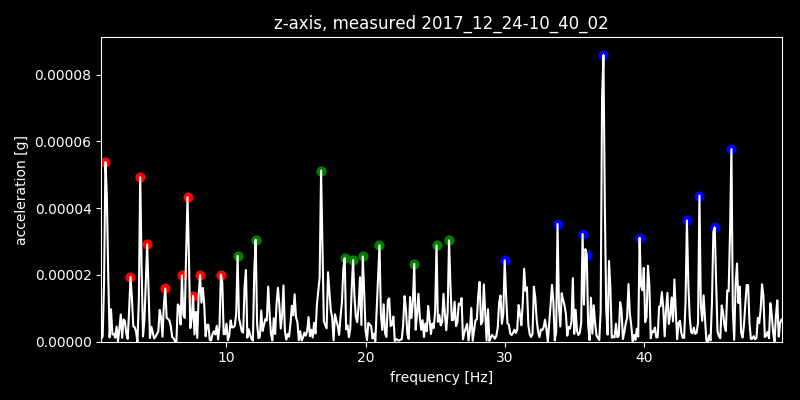 z-axis, measured 2017_12_24-10_40_02
0.00008
0.00006
0.00004
0.00002
0.00000
acceleration [g]
10 20 30 40
frequency [Hz]